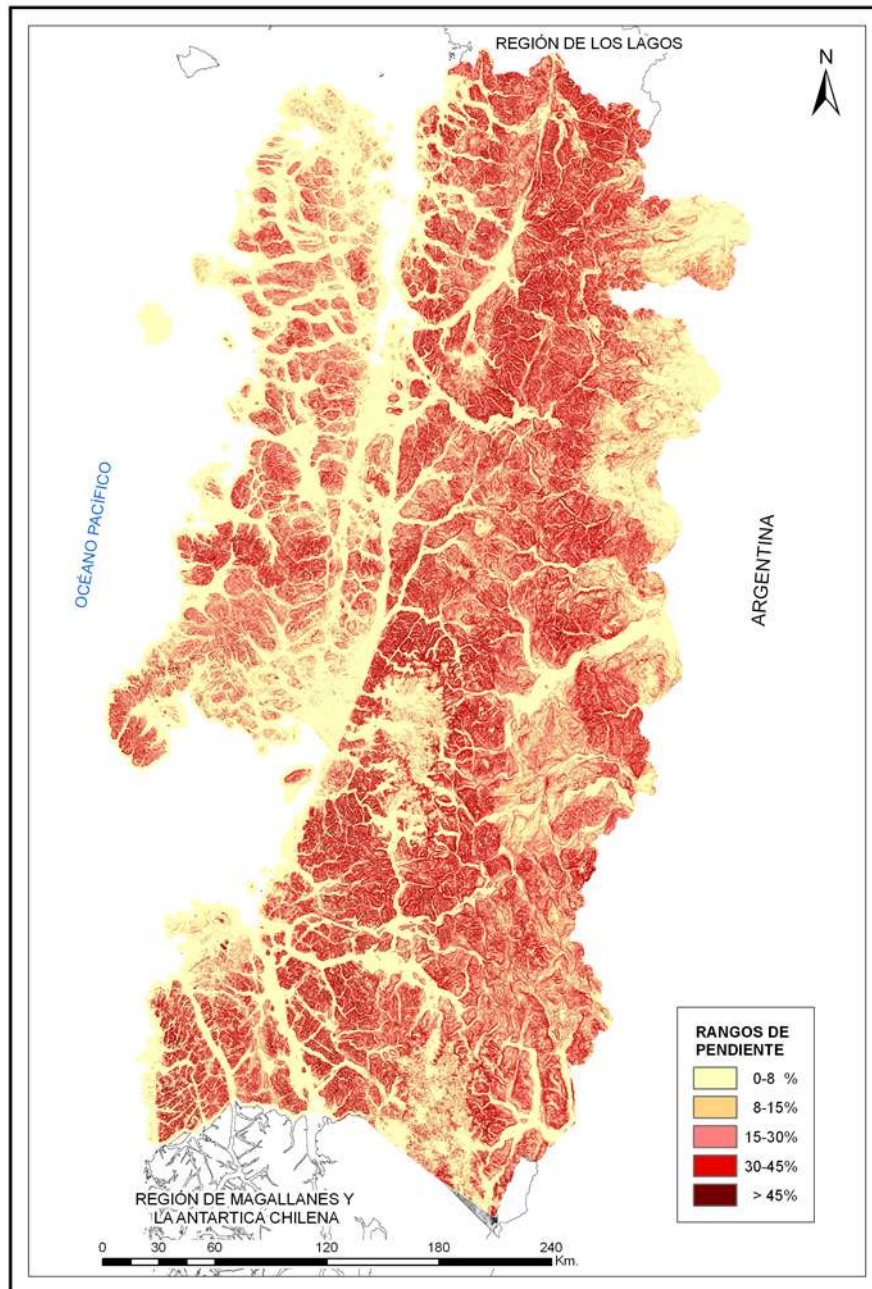 REGIÓN DE LOS LAGOS
N
OCÉANO PACÍFICO
ARGENTINA
RANGOS DE
PENDIENTE
0-8 %
8-15%
15-30%
30-45%
> 45%
REGIÓN DE MAGALLANES Y
LA ANTARTICA CHILENA
0 30 60 120 180 240
Km.